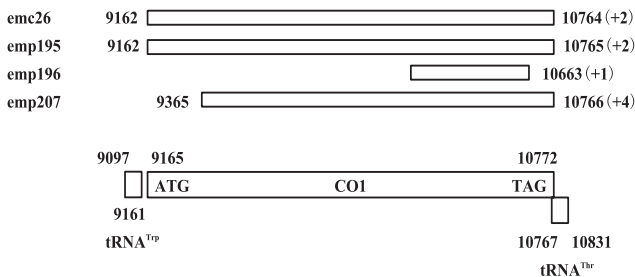 emc26 9162 10764(+2)
emp195 9162 10765(+2)
emp196 10663(+1)
emp207 9365 10766(+4)
9097 9165 10772
ATG CO1 TAG
9161 10767 10831
tRNA^Trp
tRNA^Thr